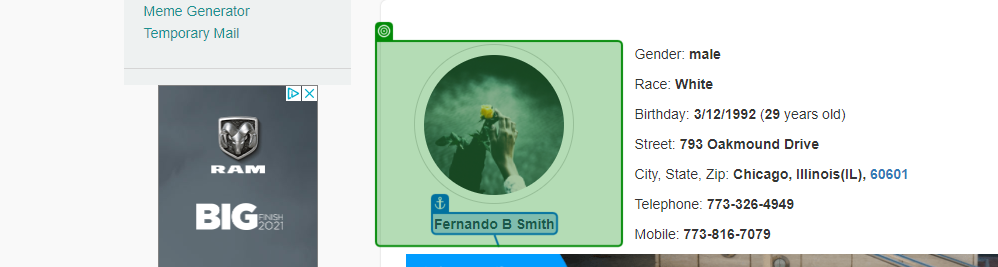 Meme Generator
Temporary Mail
RAM
BIG FINISH 2021
Fernando B Smith
Gender: male
Race: White
Birthday: 3/12/1992 (29 years old)
Street: 793 Oakmound Drive
City, State, Zip: Chicago, Illinois(IL), 60601
Telephone: 773-326-4949
Mobile: 773-816-7079